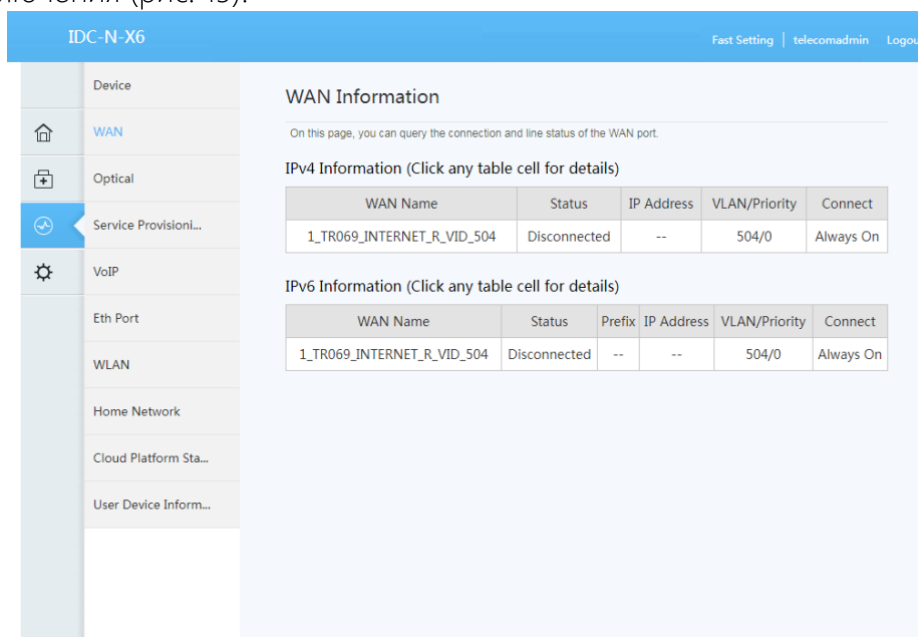 (рис. 45).
IDC-N-X6
Fast Setting | telecomadmin Logou
Device
WAN
Optical
Service Provisioni...
VoIP
Eth Port
WLAN
Home Network
Cloud Platform Sta...
User Device Inform...
WAN Information
On this page, you can query the connection and line status of the WAN port.
IPv4 Information (Click any table cell for details)
WAN Name Status IP Address VLAN/Priority Connect
1_TR069_INTERNET_R_VID_504 Disconnected -- 504/0 Always On
IPv6 Information (Click any table cell for details)
WAN Name Status Prefix IP Address VLAN/Priority Connect
1_TR069_INTERNET_R_VID_504 Disconnected -- -- 504/0 Always On